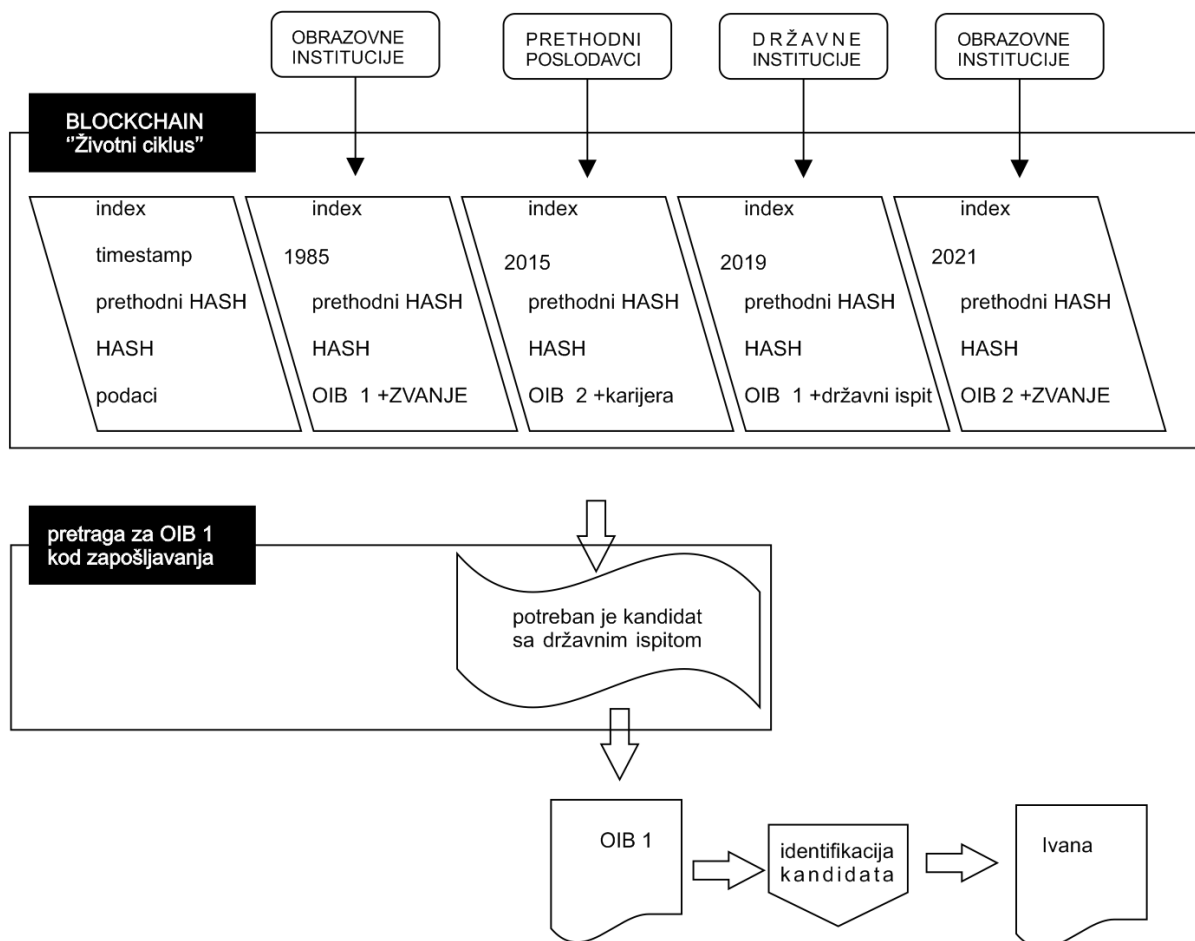 OBRAZOVNE
INSTITUCIJE
PRETHODNI
POSLODAVCI
DRŽAVNE
INSTITUCIJE
OBRAZOVNE
INSTITUCIJE
BLOCKCHAIN
‘'Životni ciklus”
index
timestamp
prethodni HASH
HASH
podaci
index
1985
prethodni HASH
HASH
OIB 1 +ZVANJE
index
2015
prethodni HASH
HASH
OIB 2 +karijera
index
2019
prethodni HASH
HASH
OIB 1 +državni ispit
index
2021
prethodni HASH
HASH
OIB 2 +ZVANJE
pretraga za OIB 1
kod zapošljavanja
potreban je kandidat
sa državnim ispitom
OIB 1
identifikacija
kandidata
Ivana